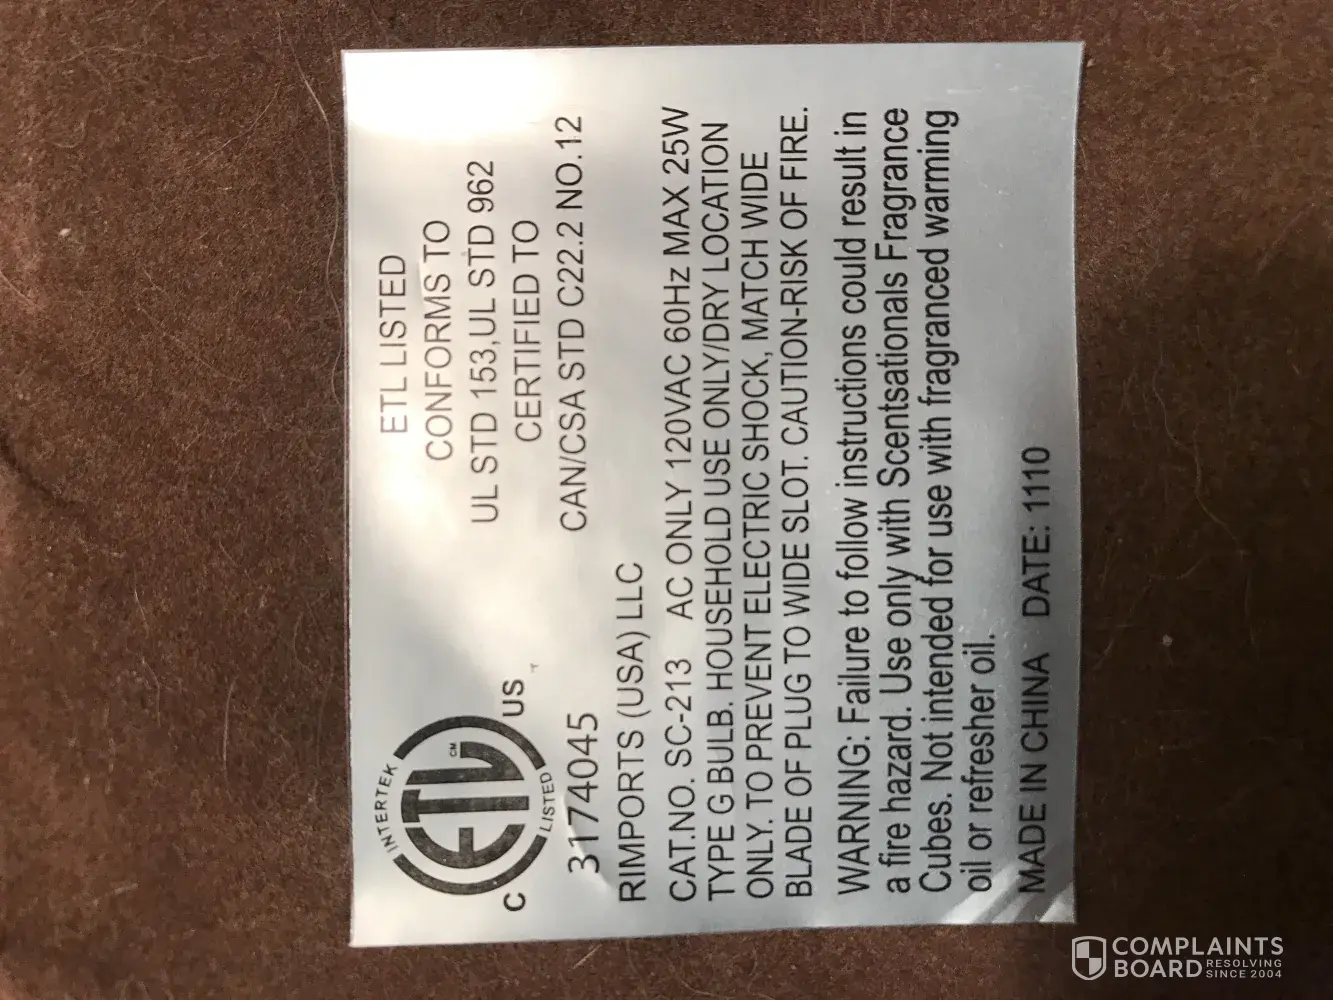 INTERTEK
ETL CM
LISTED
C US
3174045
ETL LISTED
CONFORMS TO
UL STD 153,UL STD 962
CERTIFIED TO
CAN/CSA STD C22.2 NO.12
RIMPORTS (USA) LLC
CAT.NO. SC-213 AC ONLY 120VAC 60Hz MAX 25W
TYPE G BULB. HOUSEHOLD USE ONLY/DRY LOCATION
ONLY. TO PREVENT ELECTRIC SHOCK, MATCH WIDE
BLADE OF PLUG TO WIDE SLOT. CAUTION-RISK OF FIRE.
WARNING: Failure to follow instructions could result in
a fire hazard. Use only with Scentsationals Fragrance
Cubes. Not intended for use with fragranced warming
oil or refresher oil.
MADE IN CHINA DATE: 1110
COMPLAINTS
BOARD RESOLVING
SINCE 2004